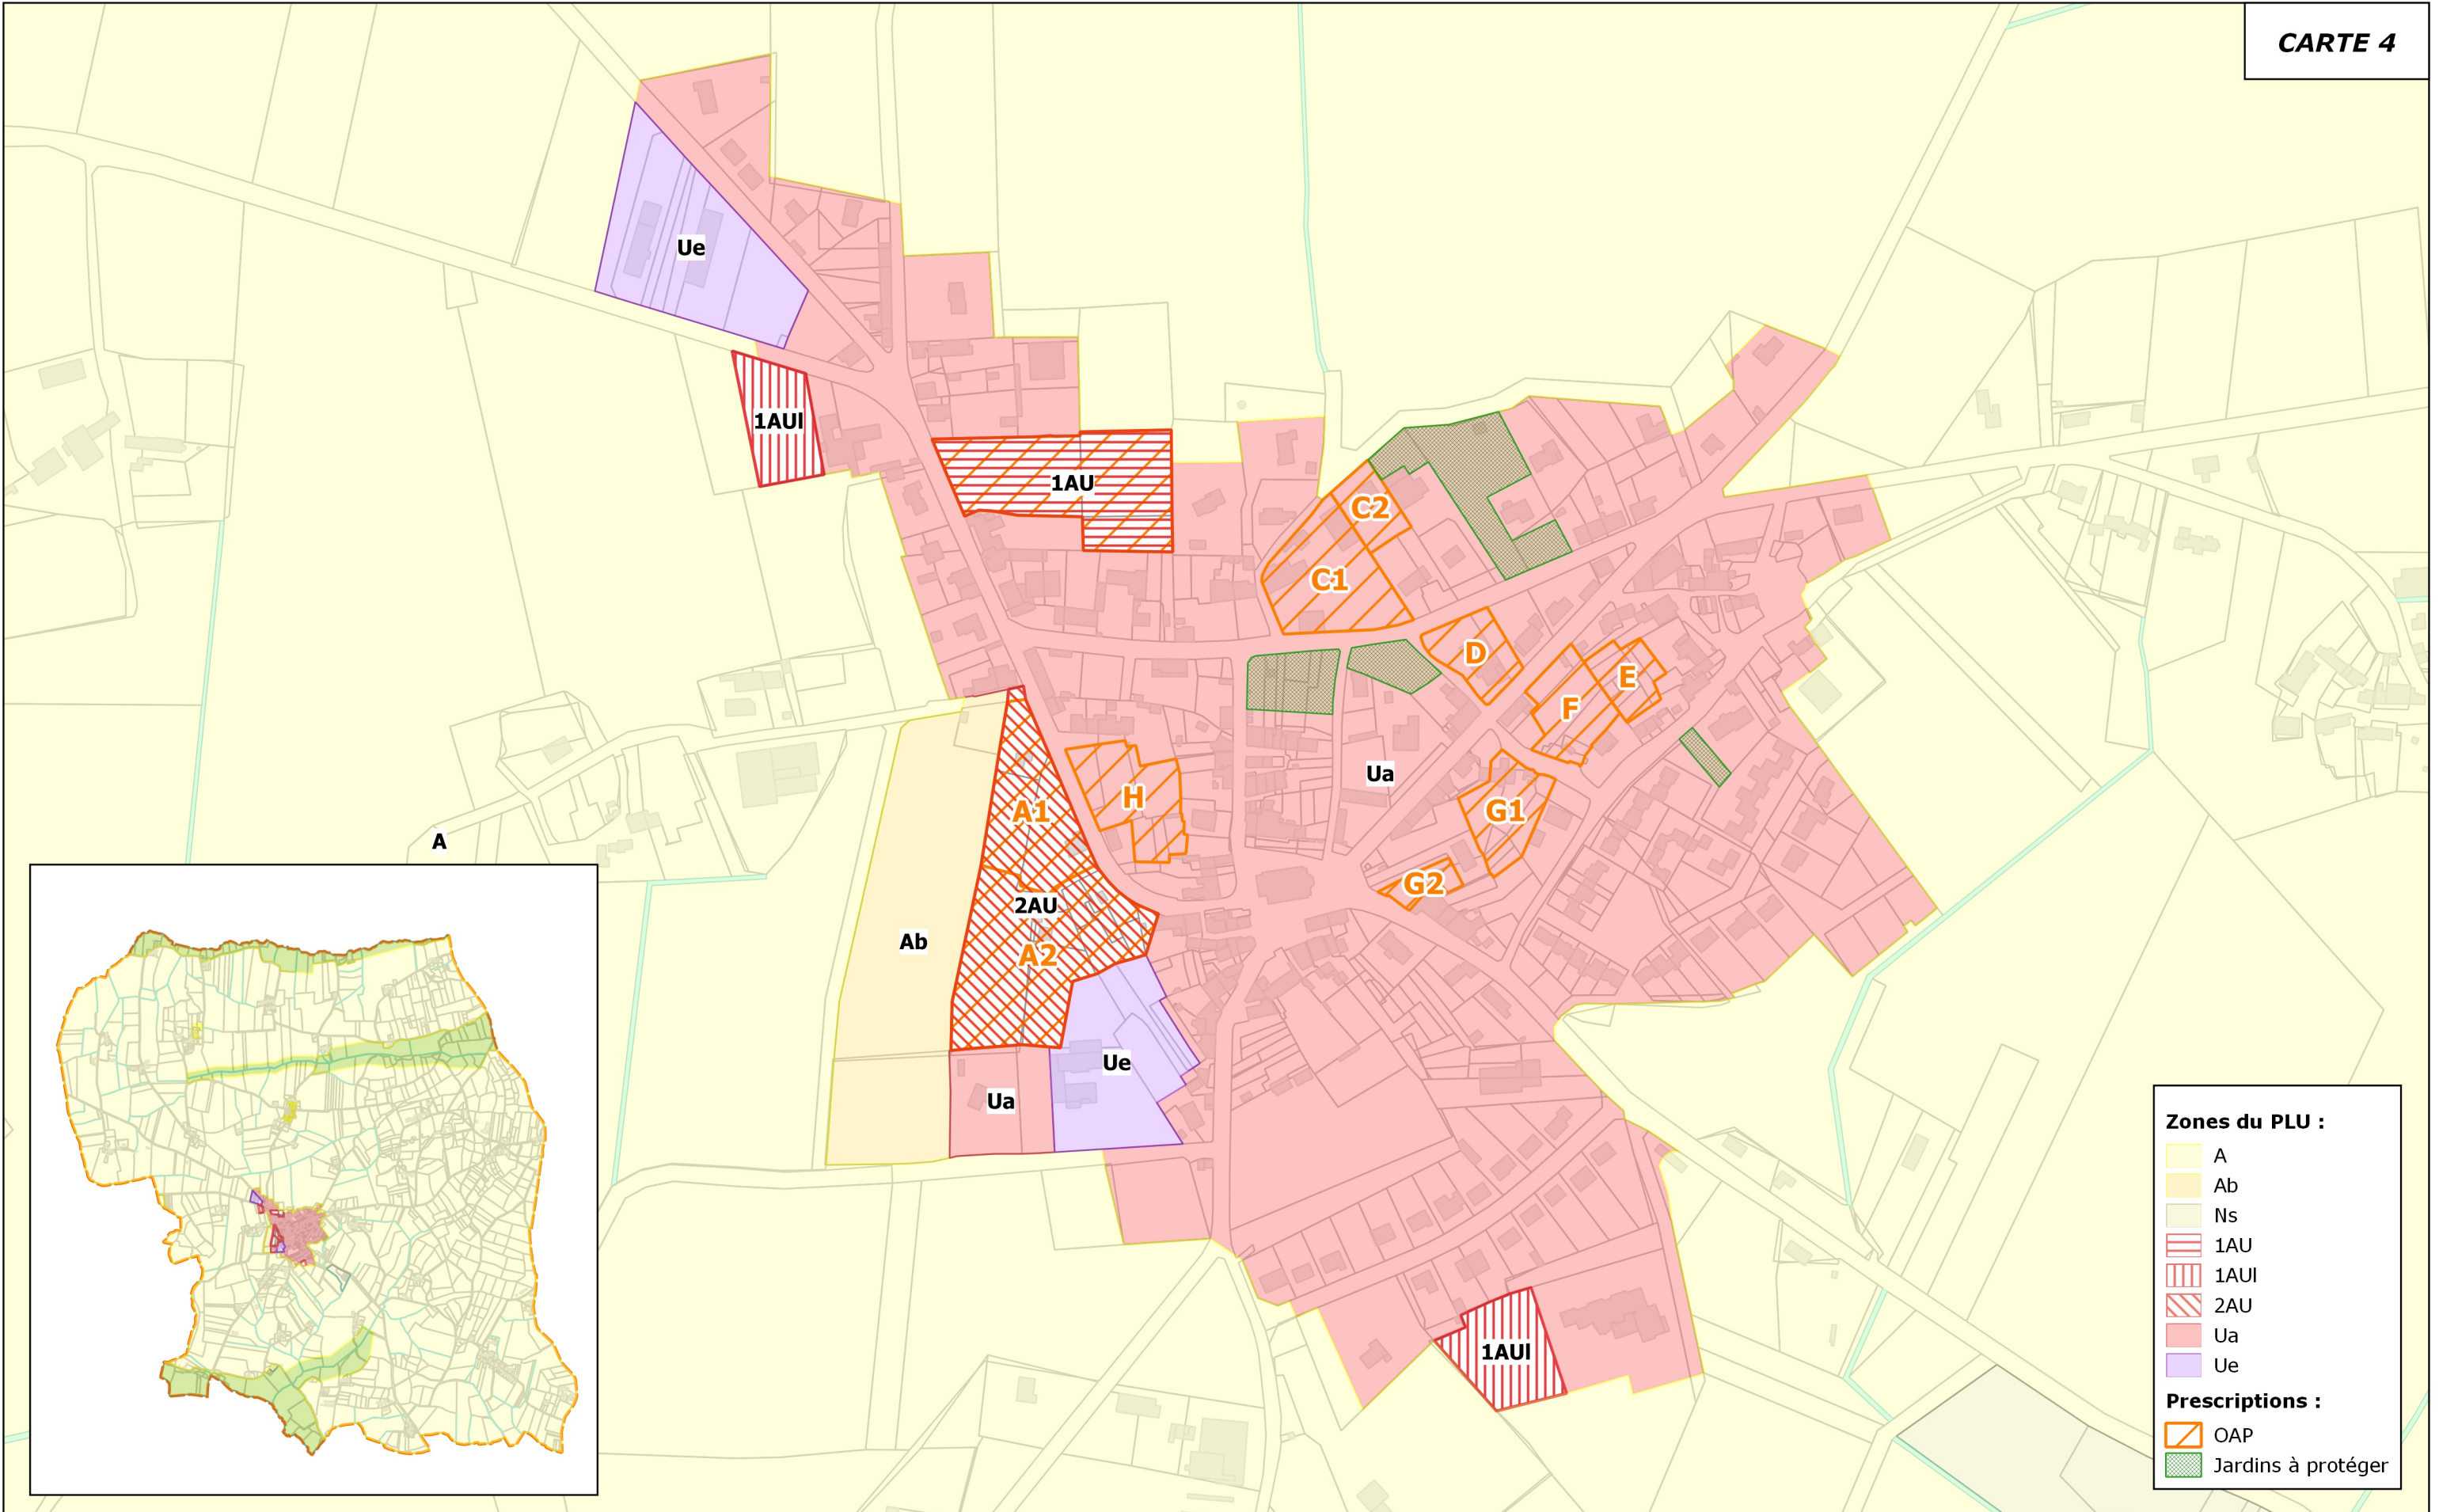 CARTE 4
Ue
1AUl
1AU
C2
C1
D
E
F
Ua
A1
H
G1
A
G2
2AU
Ab
A2
Ue
Ua
1AUl
Zones du PLU :
A
Ab
Ns
1AU
1AUl
2AU
Ua
Ue
Prescriptions :
OAP
Jardins à protéger